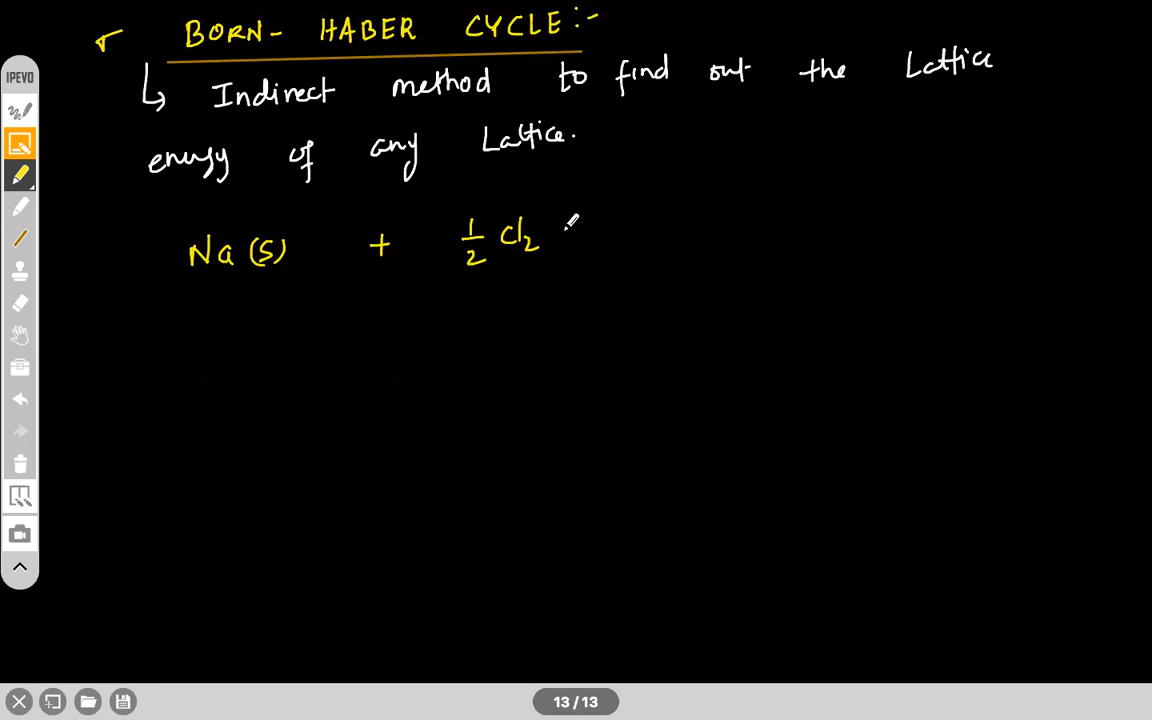 BORN- HABER CYCLE:-
Indirect method to find out the Lattice
energy of any Lattice.
Na (s) + 1/2 Cl2
IPEVO
13 / 13